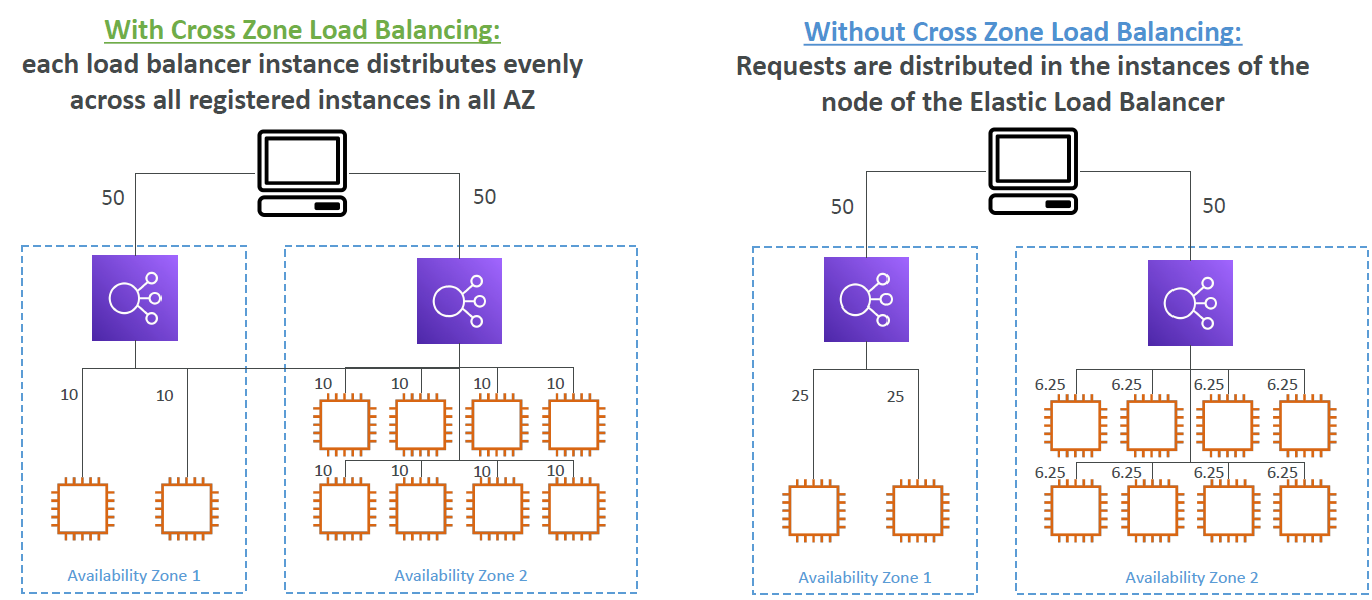 With Cross Zone Load Balancing:
each load balancer instance distributes evenly
across all registered instances in all AZ
50
50
10
10
10
10
10
10
10
10
10
10
Availability Zone 1
Availability Zone 2
Without Cross Zone Load Balancing:
Requests are distributed in the instances of the
node of the Elastic Load Balancer
50
50
25
25
6.25
6.25
6.25
6.25
6.25
6.25
6.25
6.25
Availability Zone 1
Availability Zone 2